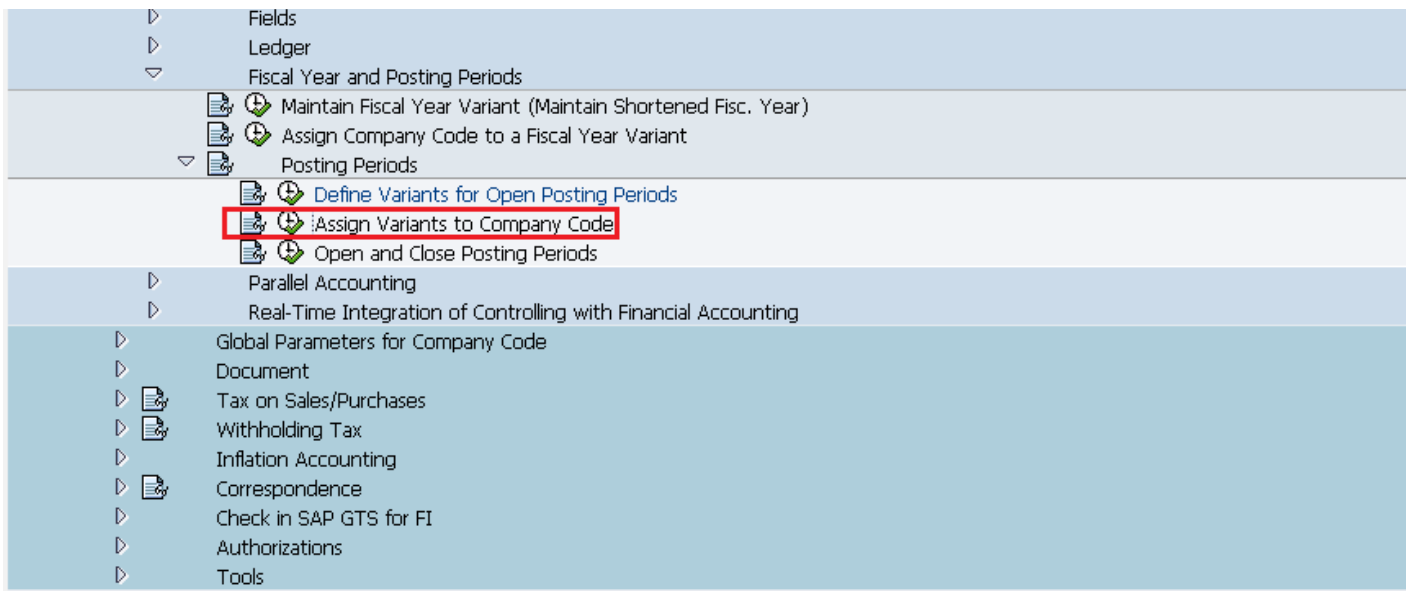 Fields
Ledger
Fiscal Year and Posting Periods
Maintain Fiscal Year Variant (Maintain Shortened Fisc. Year)
Assign Company Code to a Fiscal Year Variant
Posting Periods
Define Variants for Open Posting Periods
Assign Variants to Company Code
Open and Close Posting Periods
Parallel Accounting
Real-Time Integration of Controlling with Financial Accounting
Global Parameters for Company Code
Document
Tax on Sales/Purchases
Withholding Tax
Inflation Accounting
Correspondence
Check in SAP GTS for FI
Authorizations
Tools